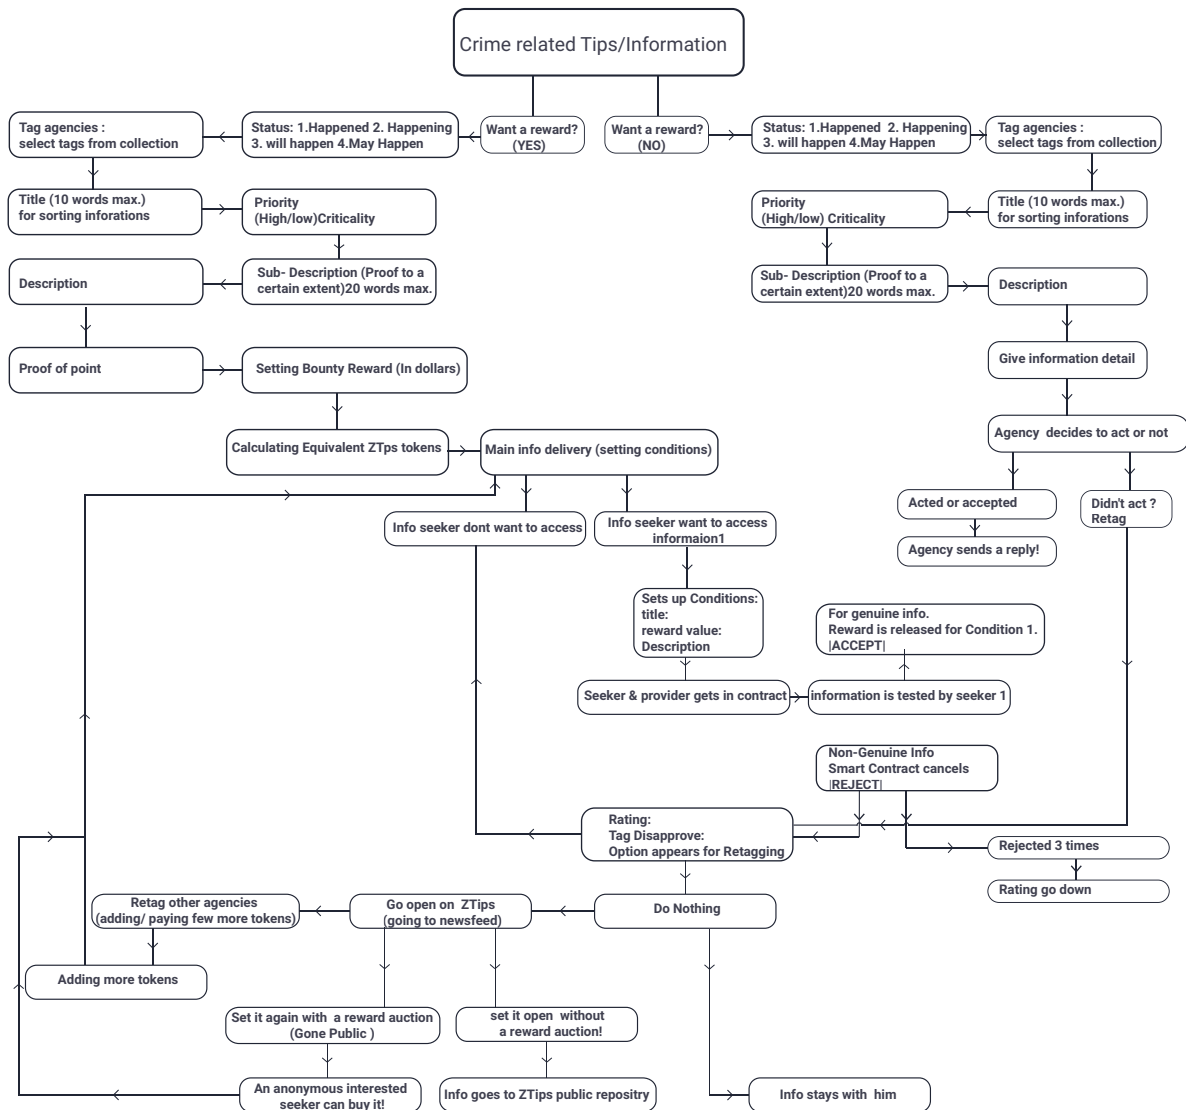 Crime related Tips/Information
Tag agencies :
select tags from collection
Status: 1.Happened 2. Happening
3. will happen 4.May Happen
Want a reward?
(YES)
Want a reward?
(NO)
Status: 1.Happened 2. Happening
3. will happen 4.May Happen
Tag agencies :
select tags from collection
Title (10 words max.)
for sorting inforations
Priority
(High/low)Criticality
Priority
(High/low) Criticality
Title (10 words max.)
for sorting inforations
Description
Sub- Description (Proof to a
certain extent)20 words max.
Sub- Description (Proof to a
certain extent)20 words max.
Description
Proof of point
Setting Bounty Reward (In dollars)
Give information detail
Calculating Equivalent ZTps tokens
Main info delivery (setting conditions)
Agency decides to act or not
Info seeker dont want to access
Info seeker want to access
informaion1
Acted or accepted
Didn't act ?
Retag
Agency sends a reply!
Sets up Conditions:
title:
reward value:
Description
For genuine info.
Reward is released for Condition 1.
|ACCEPT|
Seeker & provider gets in contract
information is tested by seeker 1
Non-Genuine Info
Smart Contract cancels
|REJECT|
Rating:
Tag Disapprove:
Option appears for Retagging
Rejected 3 times
Rating go down
Retag other agencies
(adding/ paying few more tokens)
Go open on ZTips
(going to newsfeed)
Do Nothing
Adding more tokens
Set it again with a reward auction
(Gone Public )
set it open without
a reward auction!
An anonymous interested
seeker can buy it!
Info goes to ZTips public repositry
Info stays with him